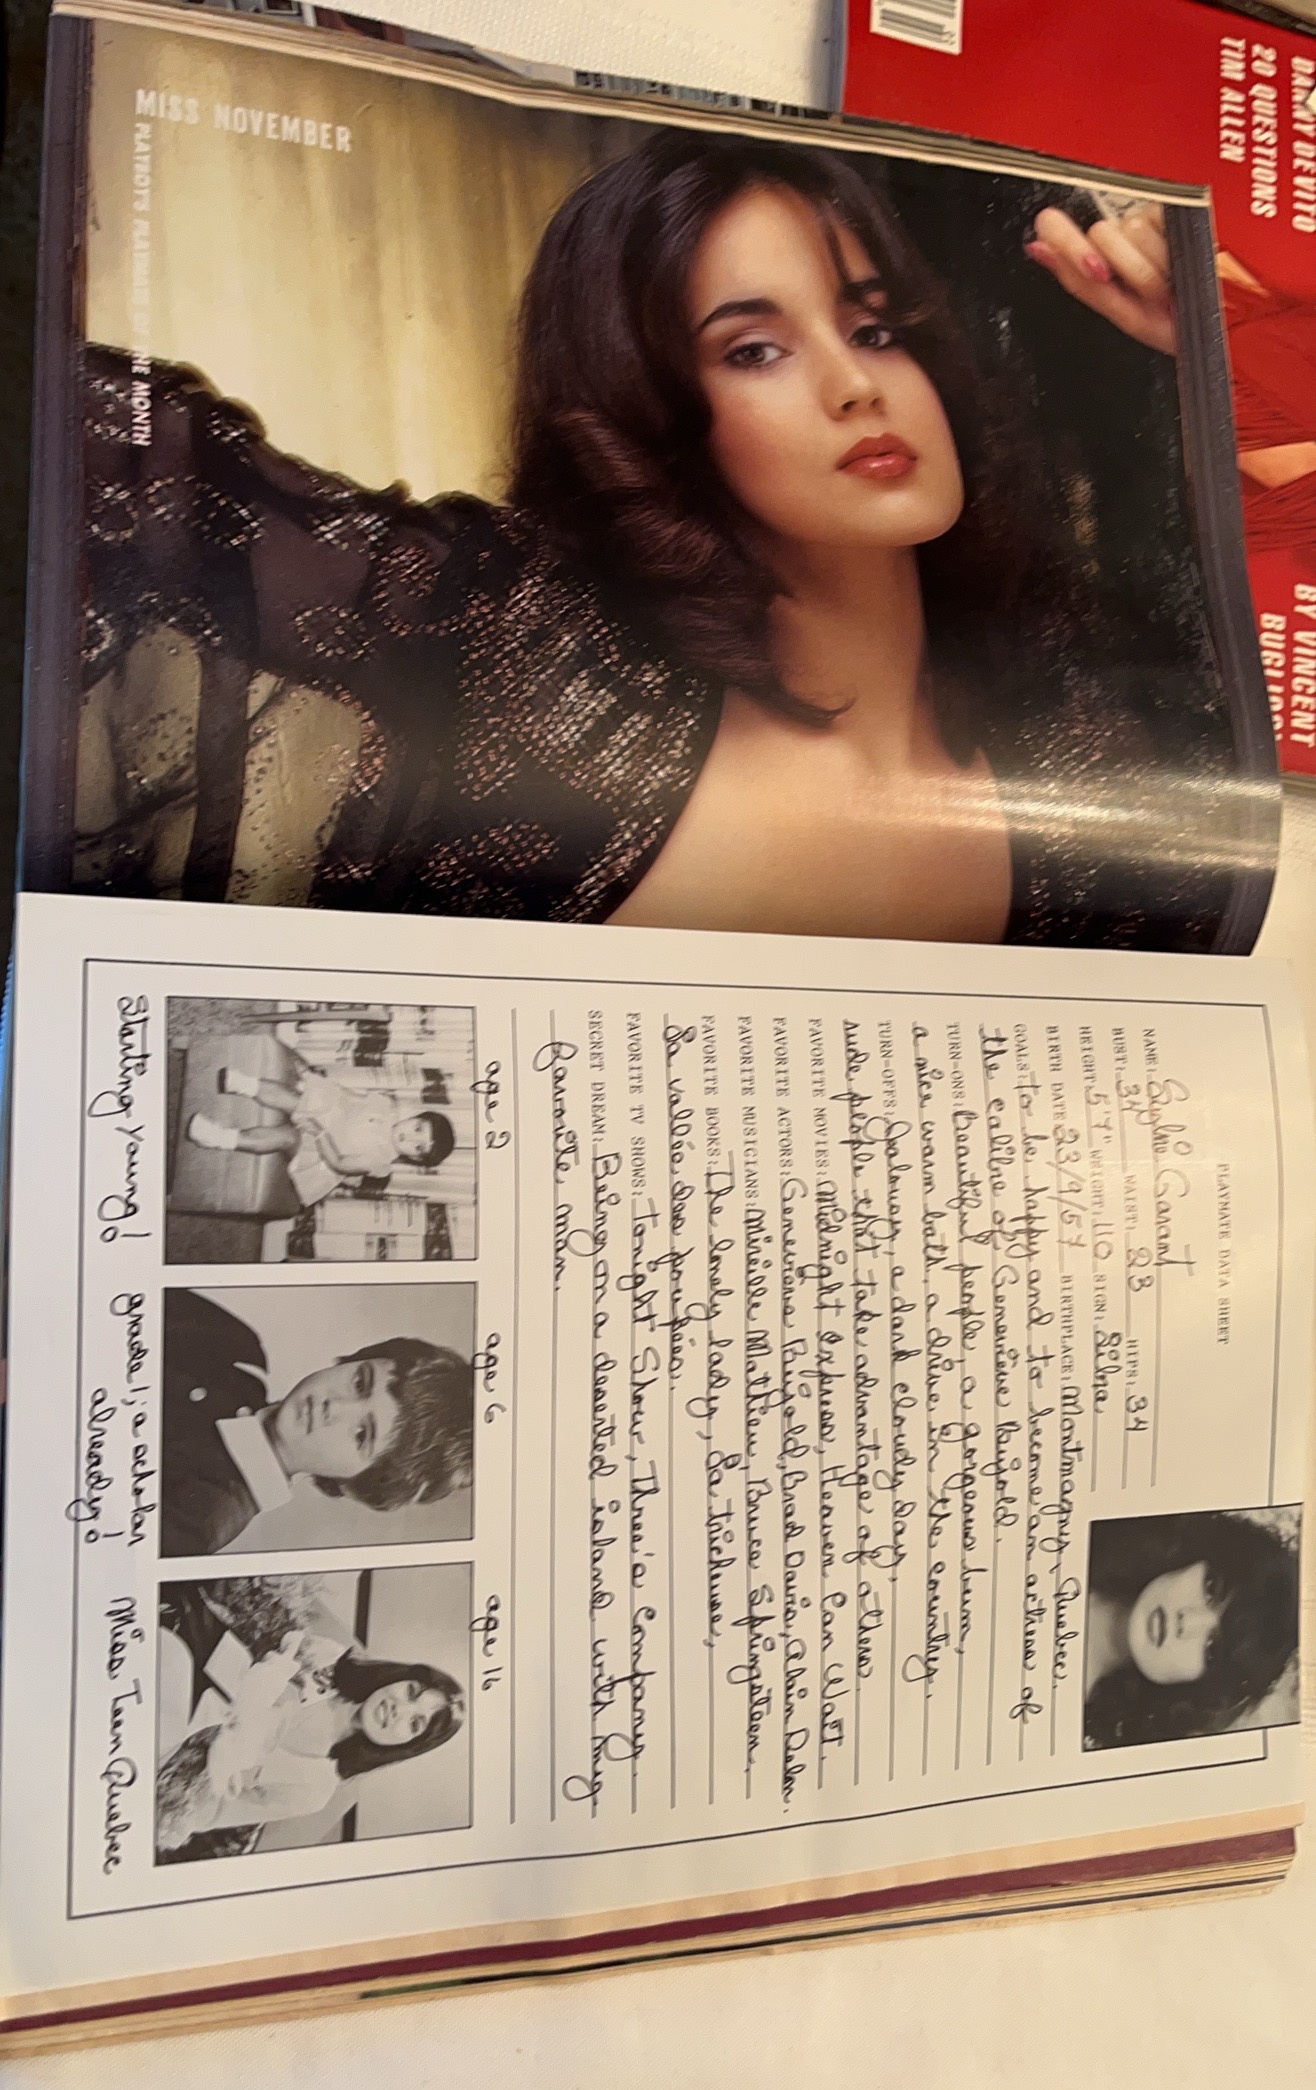 MISS NOVEMBER
PLAYBOY'S PLAYMATE OF THE MONTH
PLAYMATE DATA SHEET
NAME: Sylvie Garant
BUST: 34 WAIST: 23 HIPS: 34
HEIGHT: 5'7" WEIGHT: 110 SIGN: Libra
BIRTH DATE: 23/9/57 BIRTHPLACE: Montmagny, Quebec.
GOALS: To be happy and to become an actress of
the calibre of Geneviève Bujold.
TURN-ONS: Beautiful people, a gorgeous bum,
a nice warm bath, a drive in the country.
TURN-OFFS: Jalousy, a dark cloudy day,
rude people that take advantage of others.
FAVORITE MOVIES: Midnight Express, Heaven Can Wait.
FAVORITE ACTORS: Geneviève Bujold, Brad Davis, Alain Delon.
FAVORITE MUSICIANS: Mireille Mathieu, Bruce Springsteen.
FAVORITE BOOKS: The lonely lady, La tricheuse,
La vallée des poupées.
FAVORITE TV SHOWS: Tonight Show, Three's Company.
SECRET DREAM: Being on a deserted island with my
favorite man.
age 2
age 6
age 16
Starting young!
grade 1; a scholar
already!
Miss Teen Quebec
DANNY DE VITO
20 QUESTIONS
TIM ALLEN
BY VINCENT